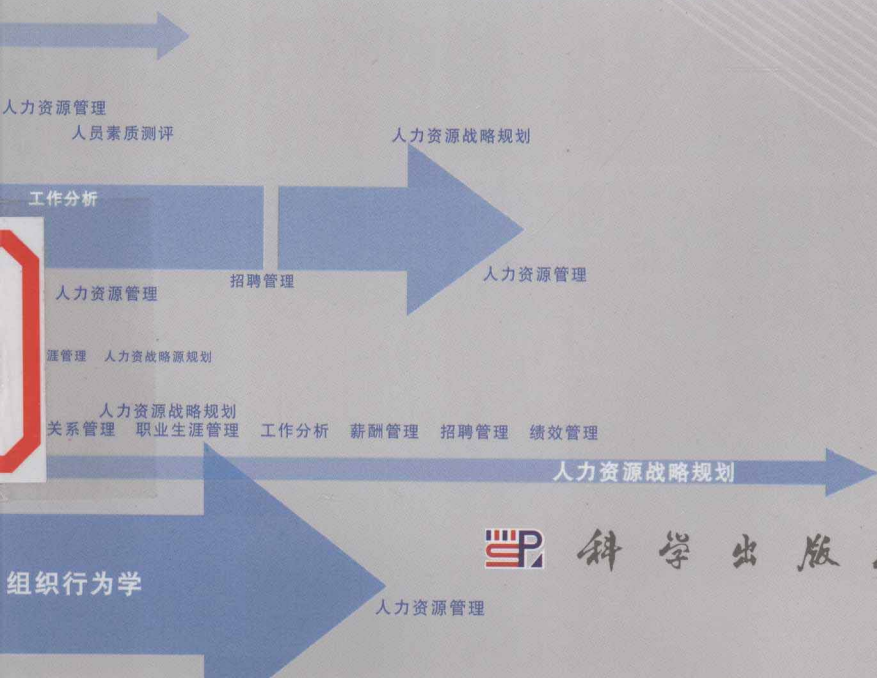 人力资源管理
人员素质测评
人力资源战略规划
工作分析
人力资源管理
招聘管理
人力资源管理
涯管理 人力资战略源规划
人力资源战略规划
关系管理 职业生涯管理 工作分析 薪酬管理 招聘管理 绩效管理
人力资源战略规划
科学出版
组织行为学
人力资源管理